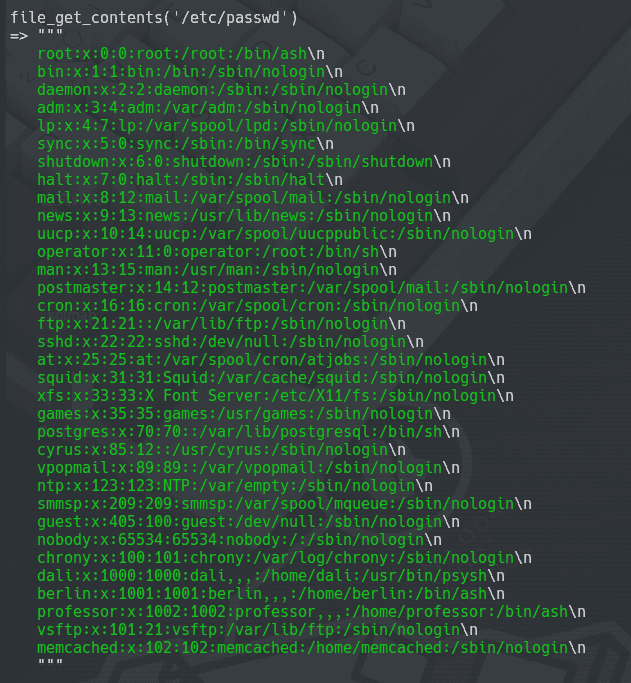 file_get_contents('/etc/passwd')
=> """
root:x:0:0:root:/root:/bin/ash\n
bin:x:1:1:bin:/bin:/sbin/nologin\n
daemon:x:2:2:daemon:/sbin:/sbin/nologin\n
adm:x:3:4:adm:/var/adm:/sbin/nologin\n
lp:x:4:7:lp:/var/spool/lpd:/sbin/nologin\n
sync:x:5:0:sync:/sbin:/bin/sync\n
shutdown:x:6:0:shutdown:/sbin:/sbin/shutdown\n
halt:x:7:0:halt:/sbin:/sbin/halt\n
mail:x:8:12:mail:/var/spool/mail:/sbin/nologin\n
news:x:9:13:news:/usr/lib/news:/sbin/nologin\n
uucp:x:10:14:uucp:/var/spool/uucppublic:/sbin/nologin\n
operator:x:11:0:operator:/root:/bin/sh\n
man:x:13:15:man:/usr/man:/sbin/nologin\n
postmaster:x:14:12:postmaster:/var/spool/mail:/sbin/nologin\n
cron:x:16:16:cron:/var/spool/cron:/sbin/nologin\n
ftp:x:21:21::/var/lib/ftp:/sbin/nologin\n
sshd:x:22:22:sshd:/dev/null:/sbin/nologin\n
at:x:25:25:at:/var/spool/cron/atjobs:/sbin/nologin\n
squid:x:31:31:Squid:/var/cache/squid:/sbin/nologin\n
xfs:x:33:33:X Font Server:/etc/X11/fs:/sbin/nologin\n
games:x:35:35:games:/usr/games:/sbin/nologin\n
postgres:x:70:70::/var/lib/postgresql:/bin/sh\n
cyrus:x:85:12::/usr/cyrus:/sbin/nologin\n
vpopmail:x:89:89::/var/vpopmail:/sbin/nologin\n
ntp:x:123:123:NTP:/var/empty:/sbin/nologin\n
smmsp:x:209:209:smmsp:/var/spool/mqueue:/sbin/nologin\n
guest:x:405:100:guest:/dev/null:/sbin/nologin\n
nobody:x:65534:65534:nobody:/:/sbin/nologin\n
chrony:x:100:101:chrony:/var/log/chrony:/sbin/nologin\n
dali:x:1000:1000:dali,,,:/home/dali:/usr/bin/psysh\n
berlin:x:1001:1001:berlin,,,:/home/berlin:/bin/ash\n
professor:x:1002:1002:professor,,,:/home/professor:/bin/ash\n
vsftp:x:101:21:vsftp:/var/lib/ftp:/sbin/nologin\n
memcached:x:102:102:memcached:/home/memcached:/sbin/nologin\n
"""